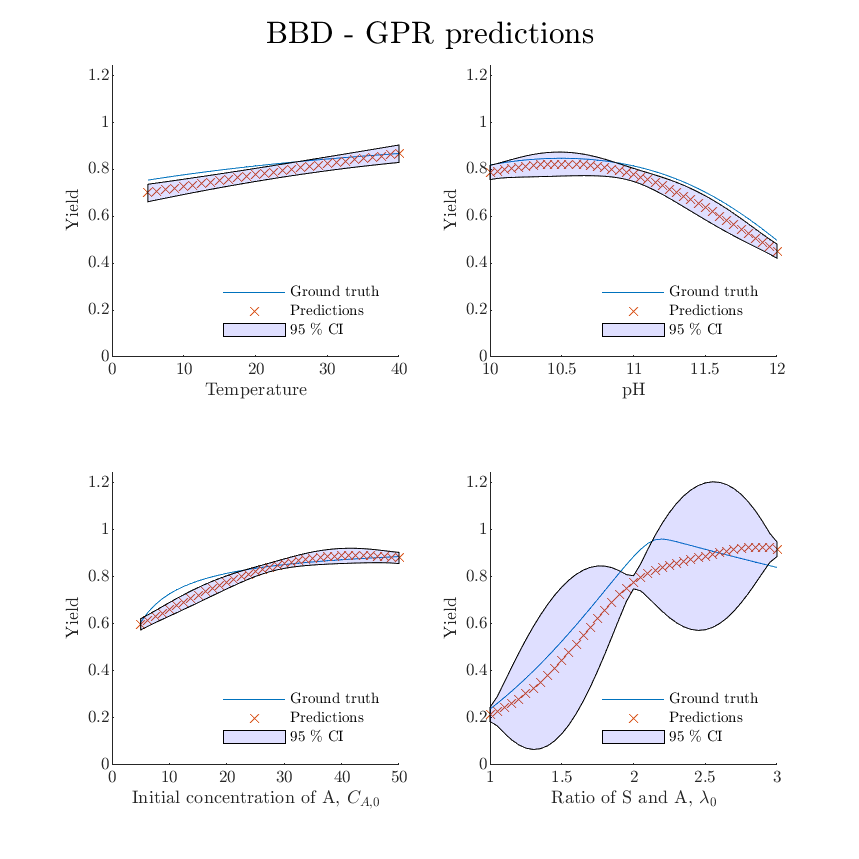 BBD - GPR predictions
1.2
1
0.8
0.6
0.4
0.2
0
Yield
Ground truth
Predictions
95 % CI
0 10 20 30 40
Temperature
1.2
1
0.8
0.6
0.4
0.2
0
Yield
Ground truth
Predictions
95 % CI
10 10.5 11 11.5 12
pH
1.2
1
0.8
0.6
0.4
0.2
0
Yield
Ground truth
Predictions
95 % CI
0 10 20 30 40 50
Initial concentration of A, C_{A,0}
1.2
1
0.8
0.6
0.4
0.2
0
Yield
Ground truth
Predictions
95 % CI
1 1.5 2 2.5 3
Ratio of S and A, λ_0